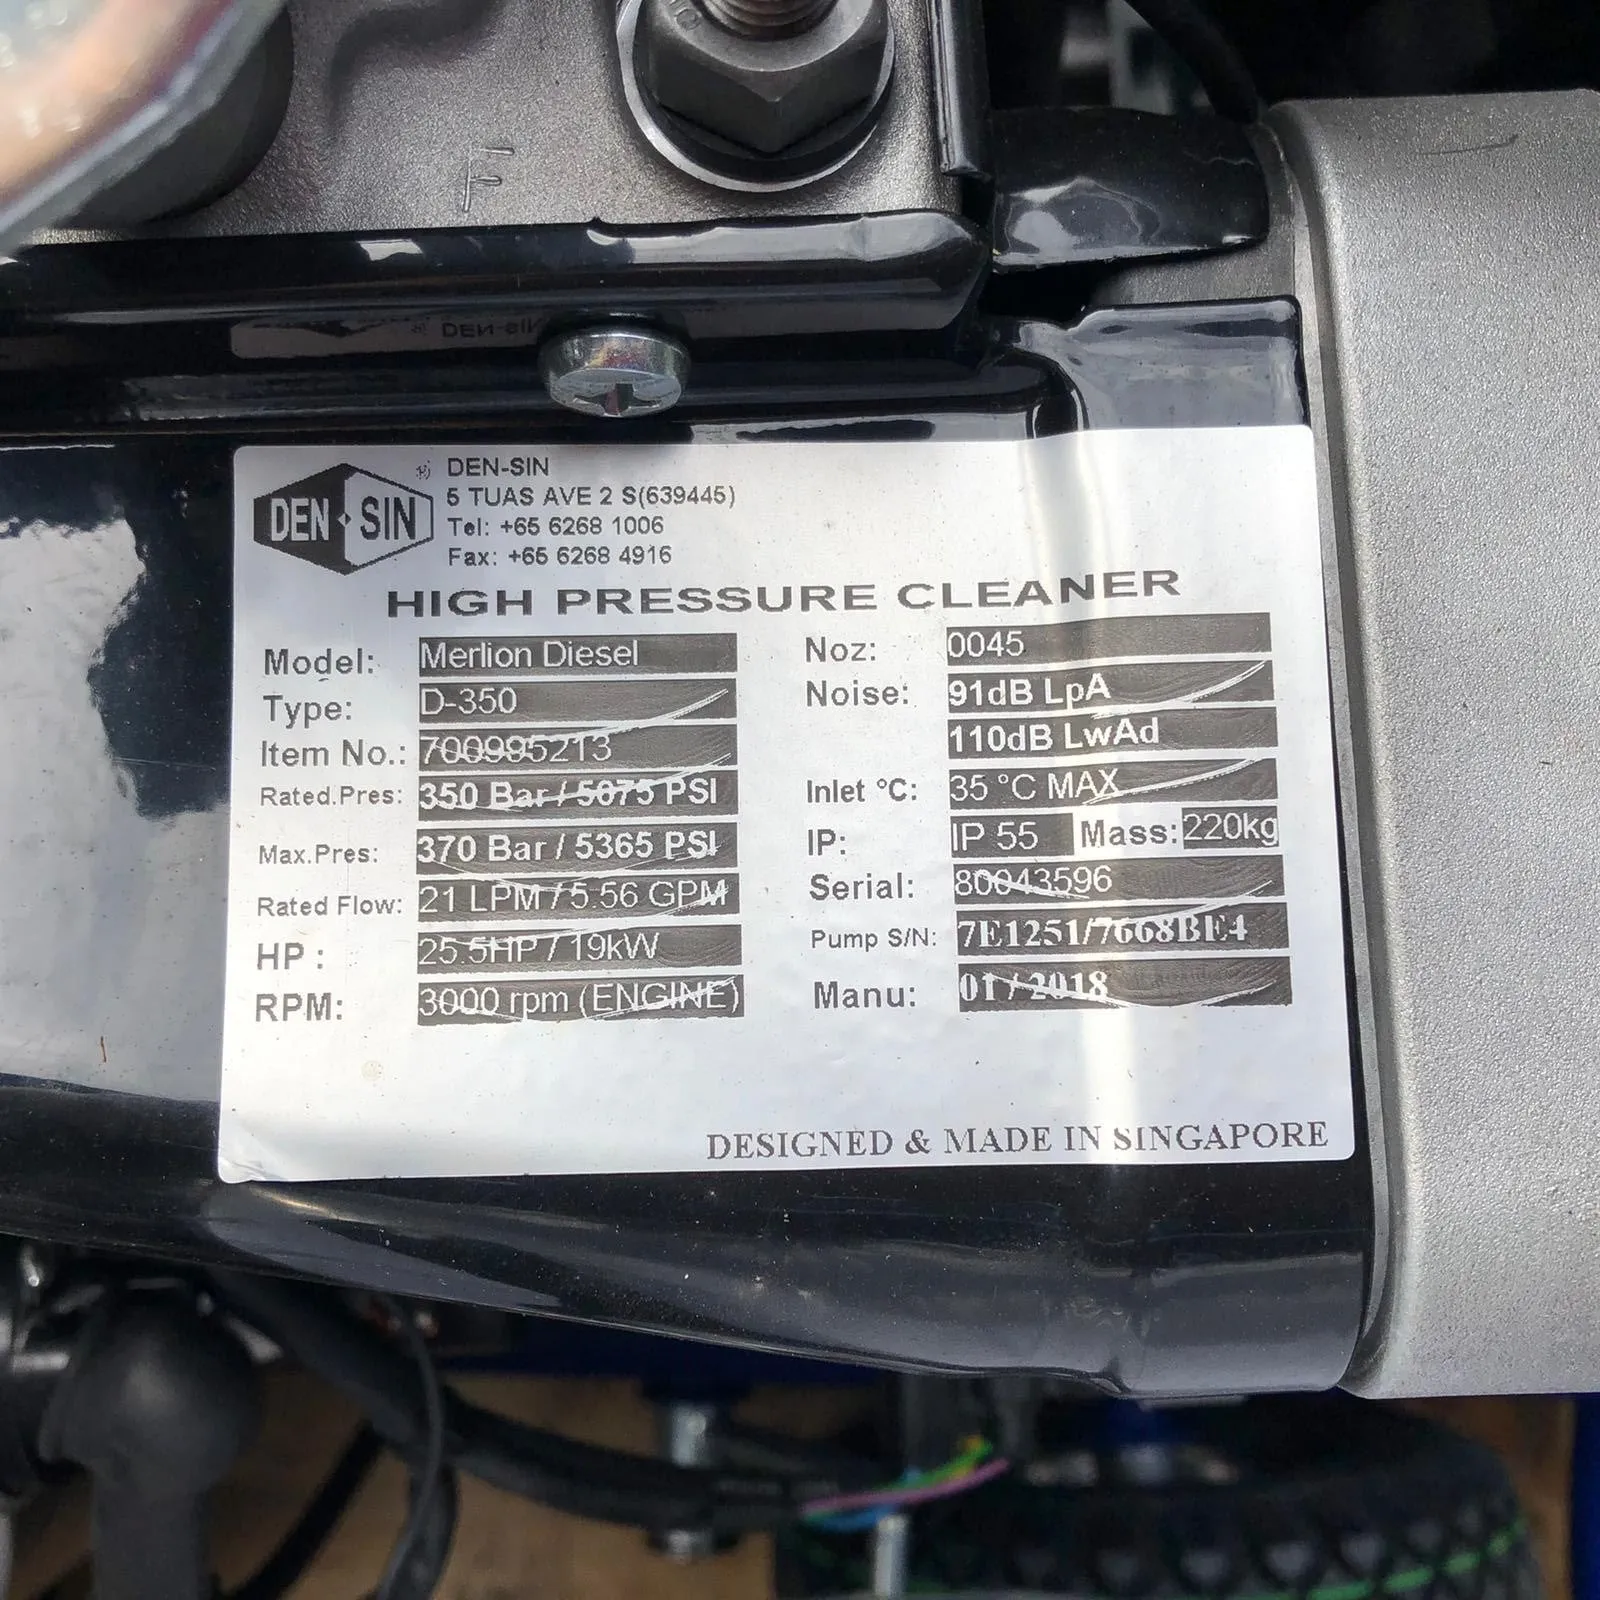 F
DEN SIN
®
DEN-SIN
5 TUAS AVE 2 S(639445)
Tel: +65 6268 1006
Fax: +65 6268 4916
HIGH PRESSURE CLEANER
Model: Merlion Diesel
Type: D-350
Item No.: 700995213
Rated.Pres: 350 Bar / 5075 PSI
Max.Pres: 370 Bar / 5365 PSI
Rated Flow: 21 LPM / 5.56 GPM
HP : 25.5HP / 19kW
RPM: 3000 rpm (ENGINE)
Noz: 0045
Noise: 91dB LpA
110dB LwAd
Inlet °C: 35 °C MAX
IP: IP 55 Mass: 220kg
Serial: 80043596
Pump S/N: 7E1251/7668BE4
Manu: 01 / 2018
DESIGNED & MADE IN SINGAPORE